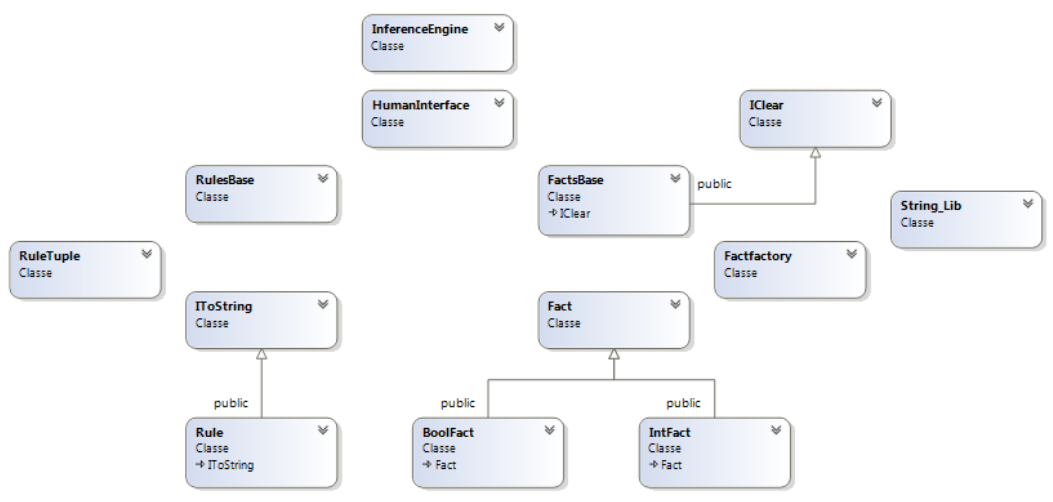 InferenceEngine
Classe
HumanInterface
Classe
IClear
Classe
RulesBase
Classe
FactsBase
Classe
IClear
public
String_Lib
Classe
RuleTuple
Classe
Factfactory
Classe
IToString
Classe
Fact
Classe
public
public
public
Rule
Classe
IToString
BoolFact
Classe
Fact
IntFact
Classe
Fact